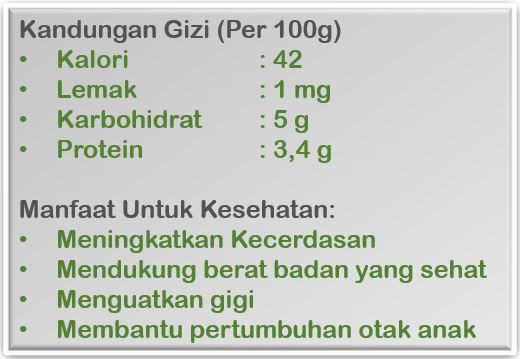 Kandungan Gizi (Per 100g)
• Kalori : 42
• Lemak : 1 mg
• Karbohidrat : 5 g
• Protein : 3,4 g
Manfaat Untuk Kesehatan:
• Meningkatkan Kecerdasan
• Mendukung berat badan yang sehat
• Menguatkan gigi
• Membantu pertumbuhan otak anak